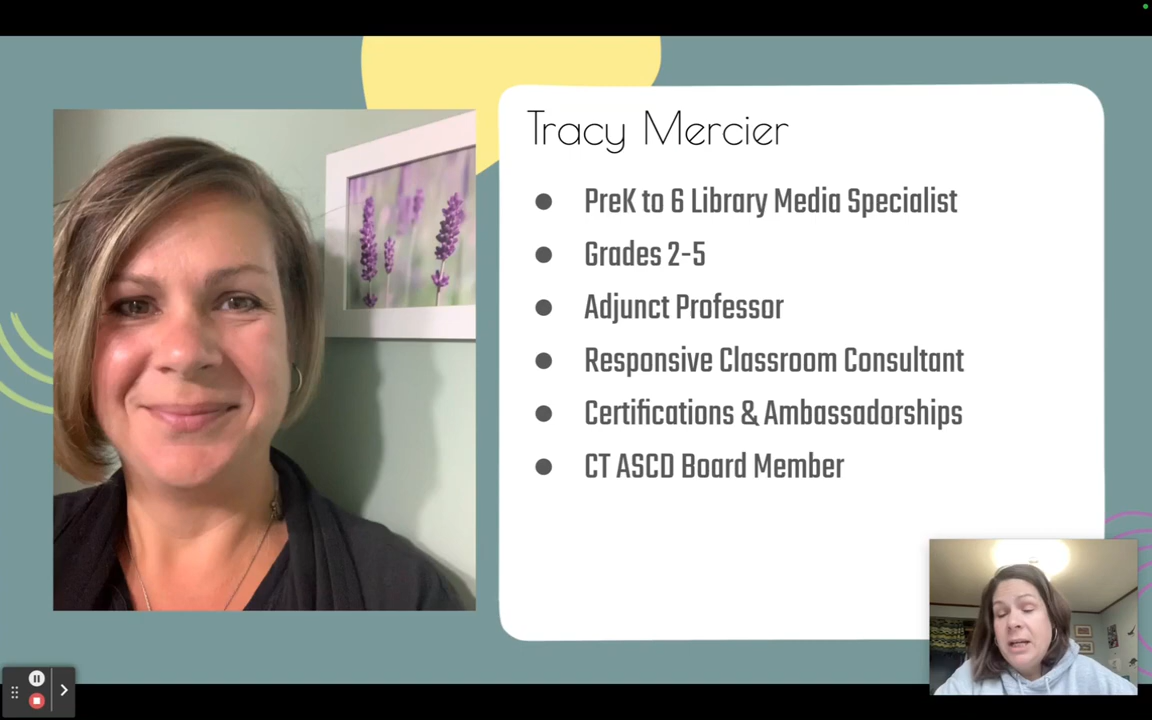 Tracy Mercier
● PreK to 6 Library Media Specialist
● Grades 2-5
● Adjunct Professor
● Responsive Classroom Consultant
● Certifications & Ambassadorships
● CT ASCD Board Member